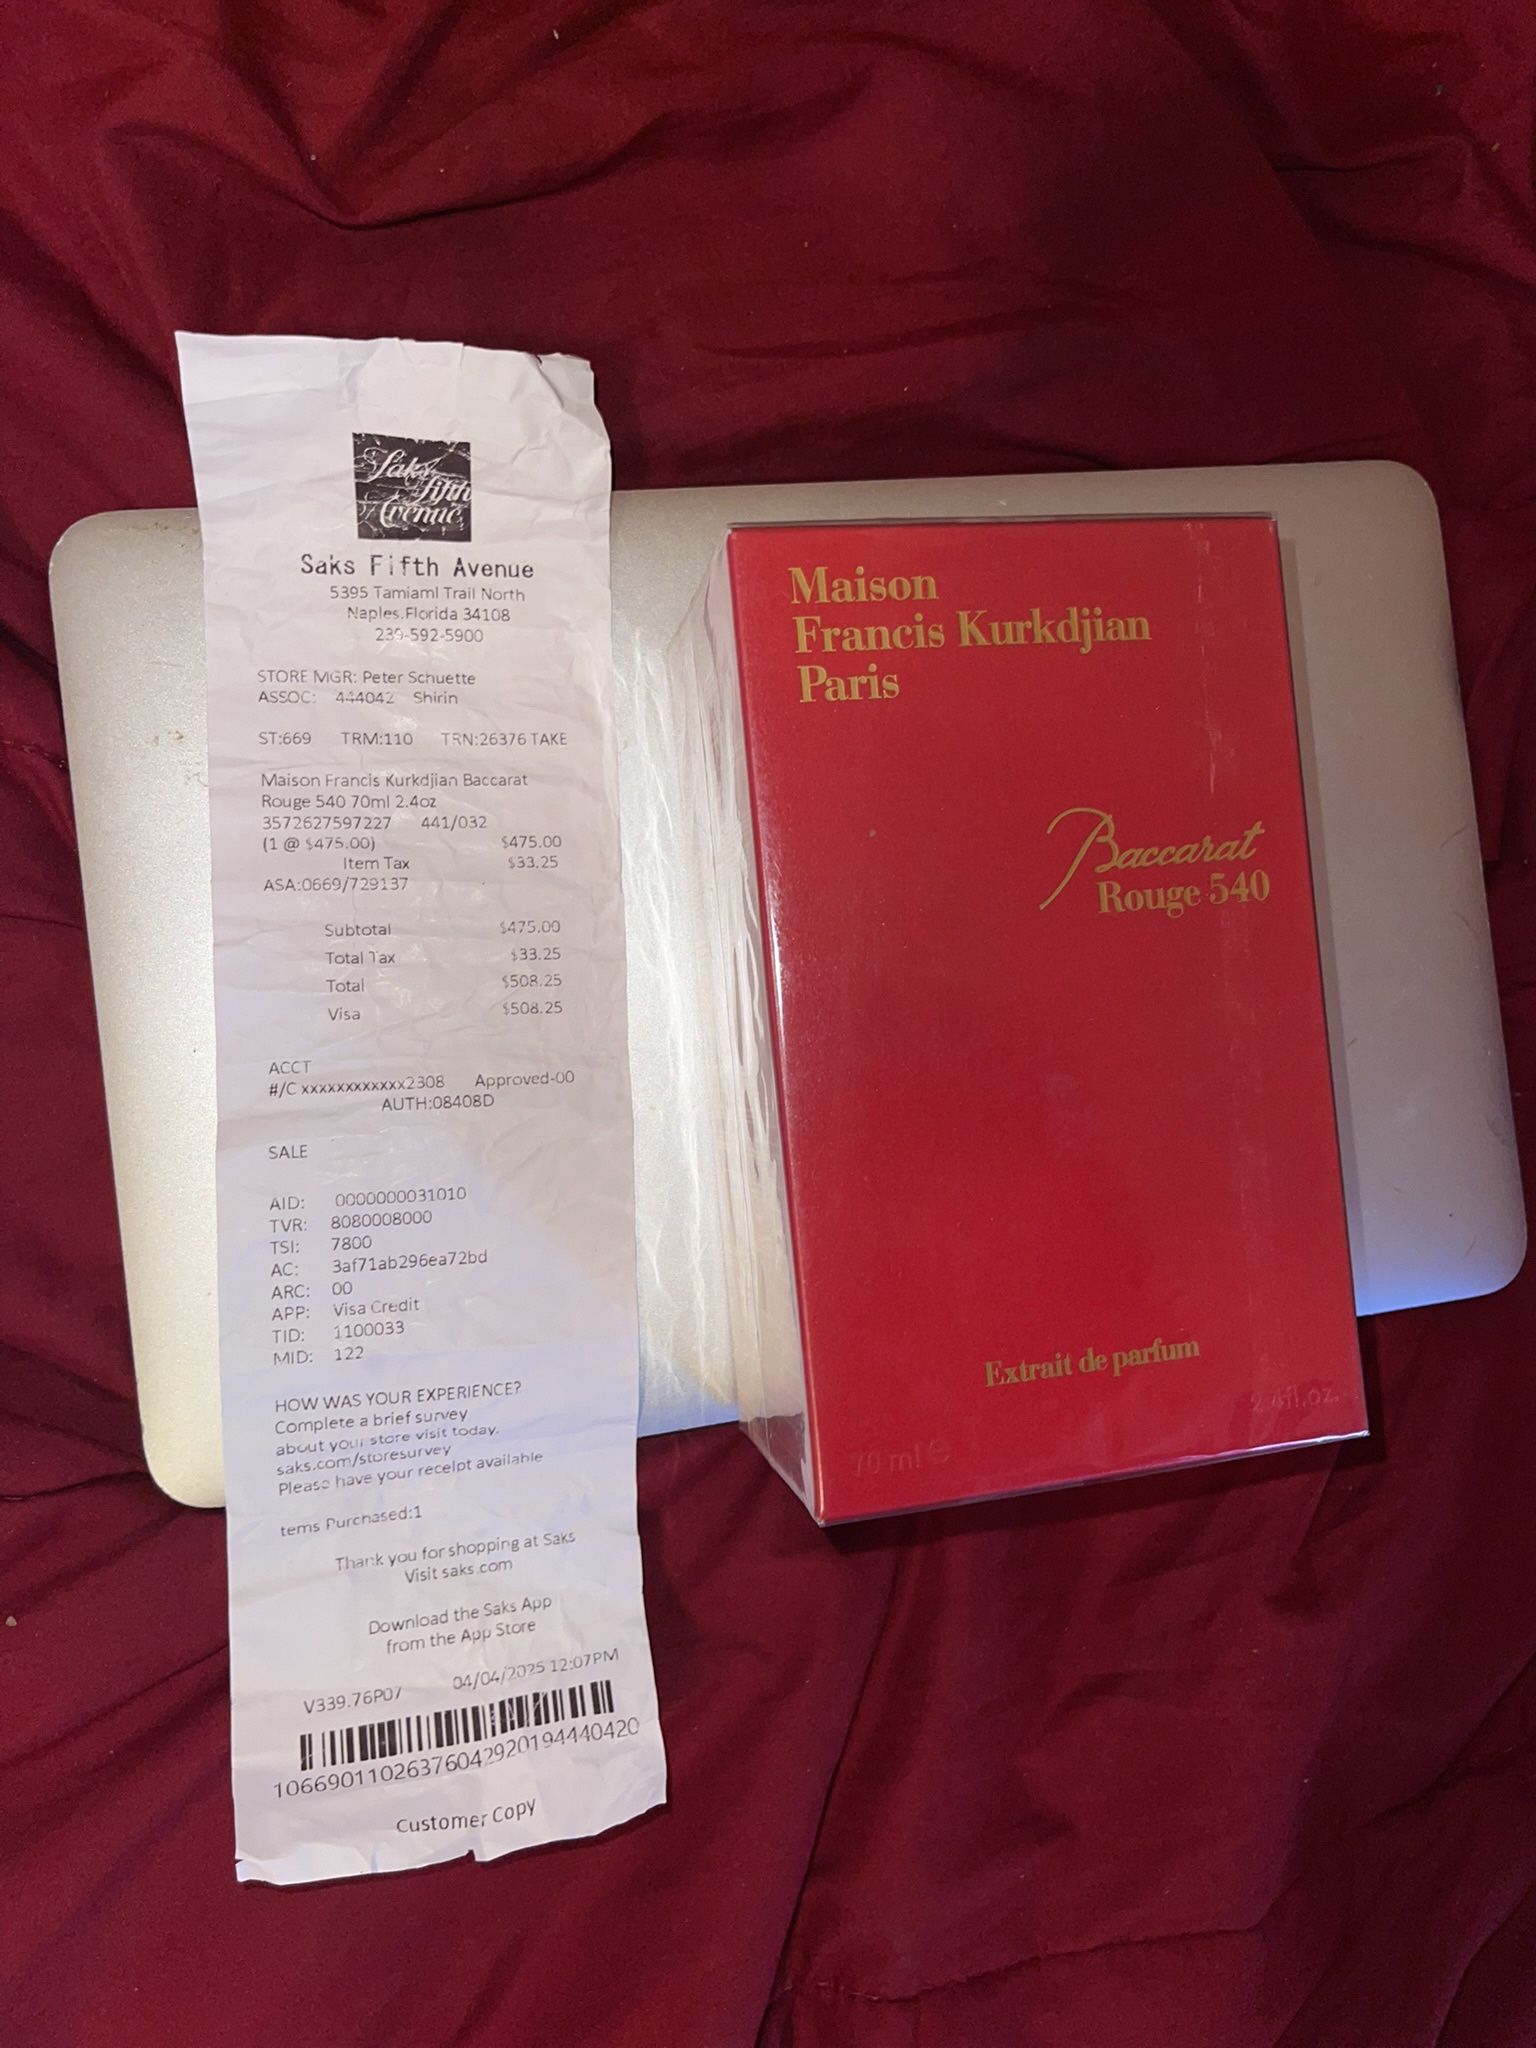 Saks
Fifth
Avenue
Saks Fifth Avenue
5395 Tamiaml Trail North
Naples.Florida 34108
239-592-5900
STORE MGR: Peter Schuette
ASSOC: 444042 Shirin
ST:669 TRM:110 TRN:26376 TAKE
Maison Francis Kurkdjian Baccarat
Rouge 540 70ml 2.4oz
3572627597227 441/032
(1 @ $475.00) $475.00
Item Tax $33.25
ASA:0669/729137
Subtotal $475.00
Total Tax $33.25
Total $508.25
Visa $508.25
ACCT
#/C xxxxxxxxxxxx2308 Approved-00
AUTH:08408D
SALE
AID: 0000000031010
TVR: 8080008000
TSI: 7800
AC: 3af71ab296ea72bd
ARC: 00
APP: Visa Credit
TID: 1100033
MID: 122
HOW WAS YOUR EXPERIENCE?
Complete a brief survey
about your store visit today.
saks.com/storesurvey
Please have your receipt available
tems Purchased:1
Thank you for shopping at Saks
Visit saks.com
Download the Saks App
from the App Store
V339.76P07 04/04/2025 12:07PM
10669011026376042920194440420
Customer Copy
Maison
Francis Kurkdjian
Paris
Baccarat
Rouge 540
Extrait de parfum
70 ml e 2.4fl.oz.